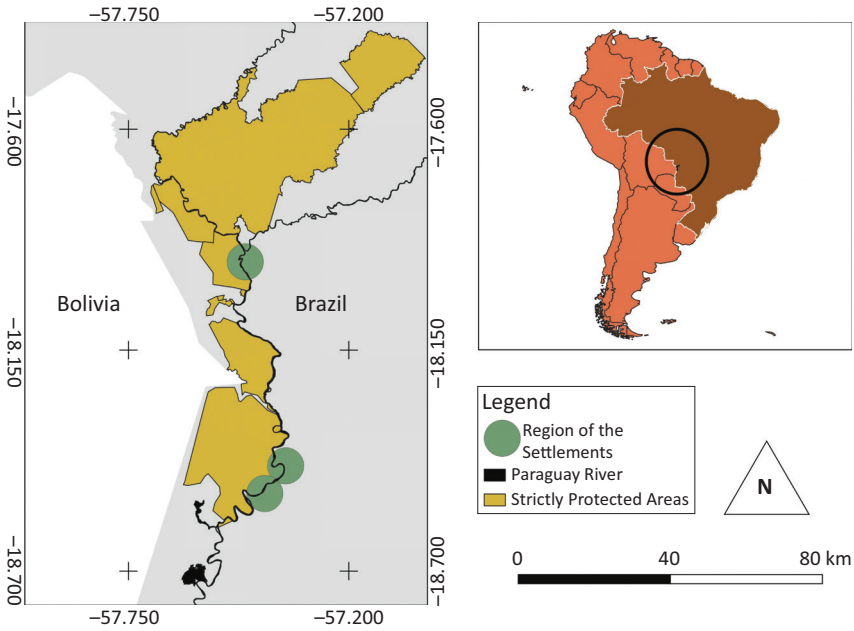 −57.750
−57.200
−17.600
−17.600
Bolivia
Brazil
−18.150
−18.150
−18.700
−18.700
−57.750
−57.200
Legend
Region of the
Settlements
Paraguay River
Strictly Protected Areas
N
0
40
80 km